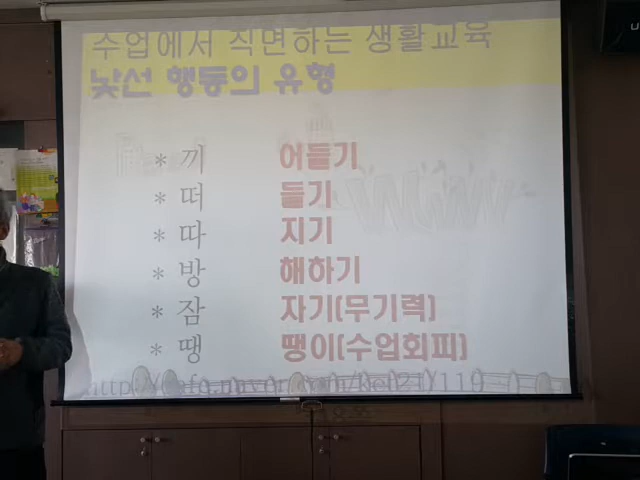 수업에서 직면하는 생활교육
낯선 행동의 유형
* 끼 어들기
* 떠 들기
* 따 지기
* 방 해하기
* 잠 자기(무기력)
* 땡 땡이(수업회피)